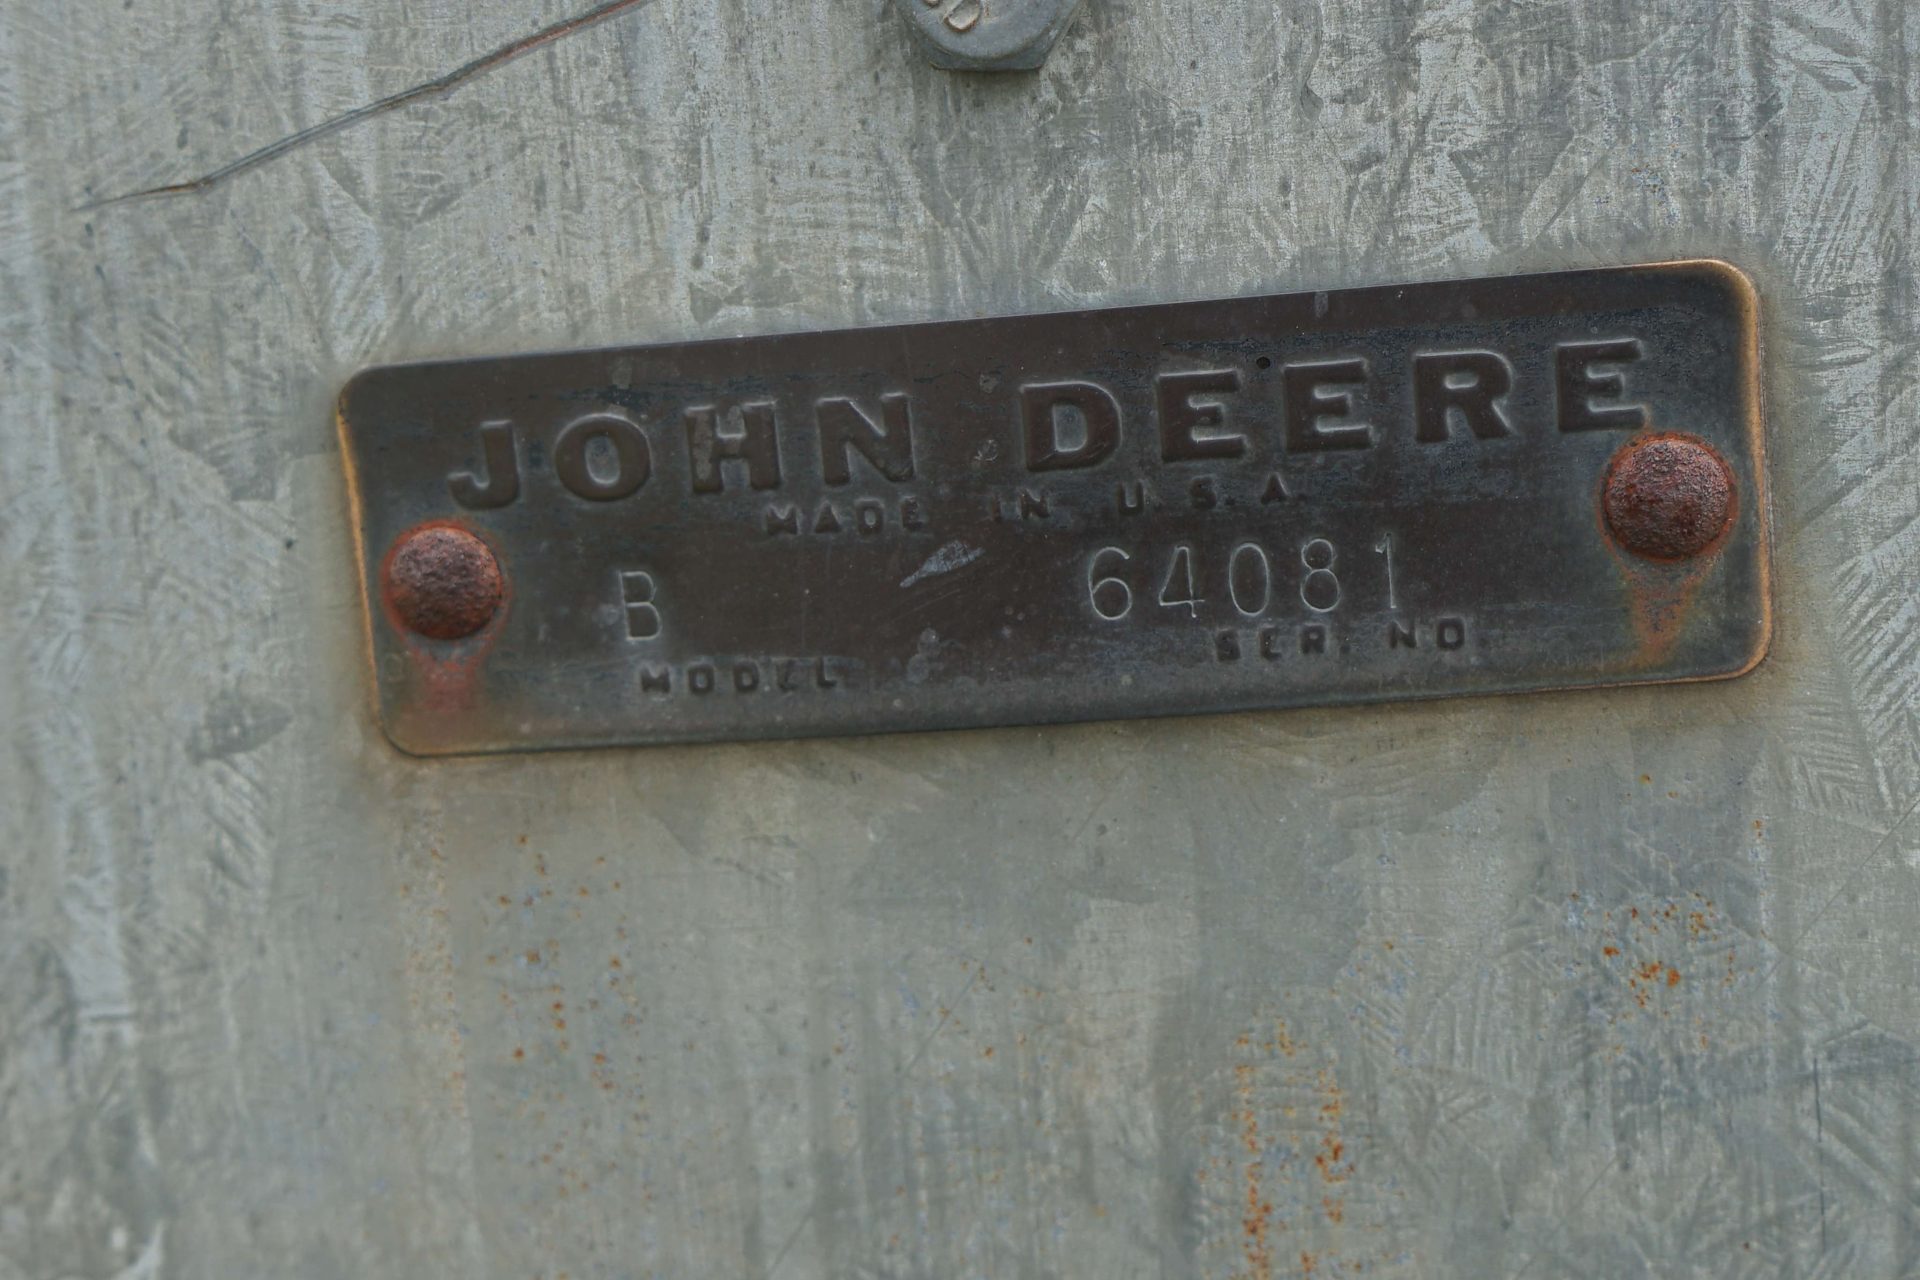 JOHN DEERE
MADE IN U.S.A.
B 64081
MODEL SER. NO.